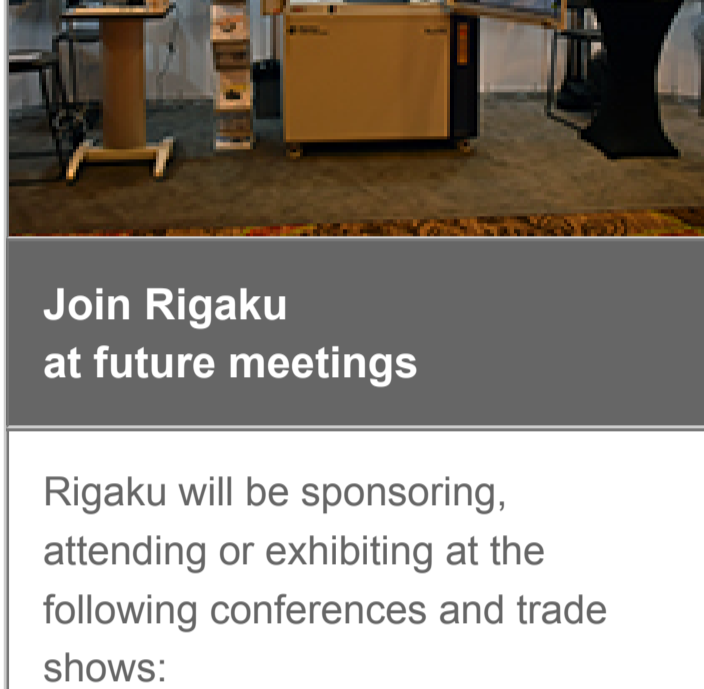 Join Rigaku
at future meetings
Rigaku will be sponsoring,
attending or exhibiting at the
following conferences and trade
shows: